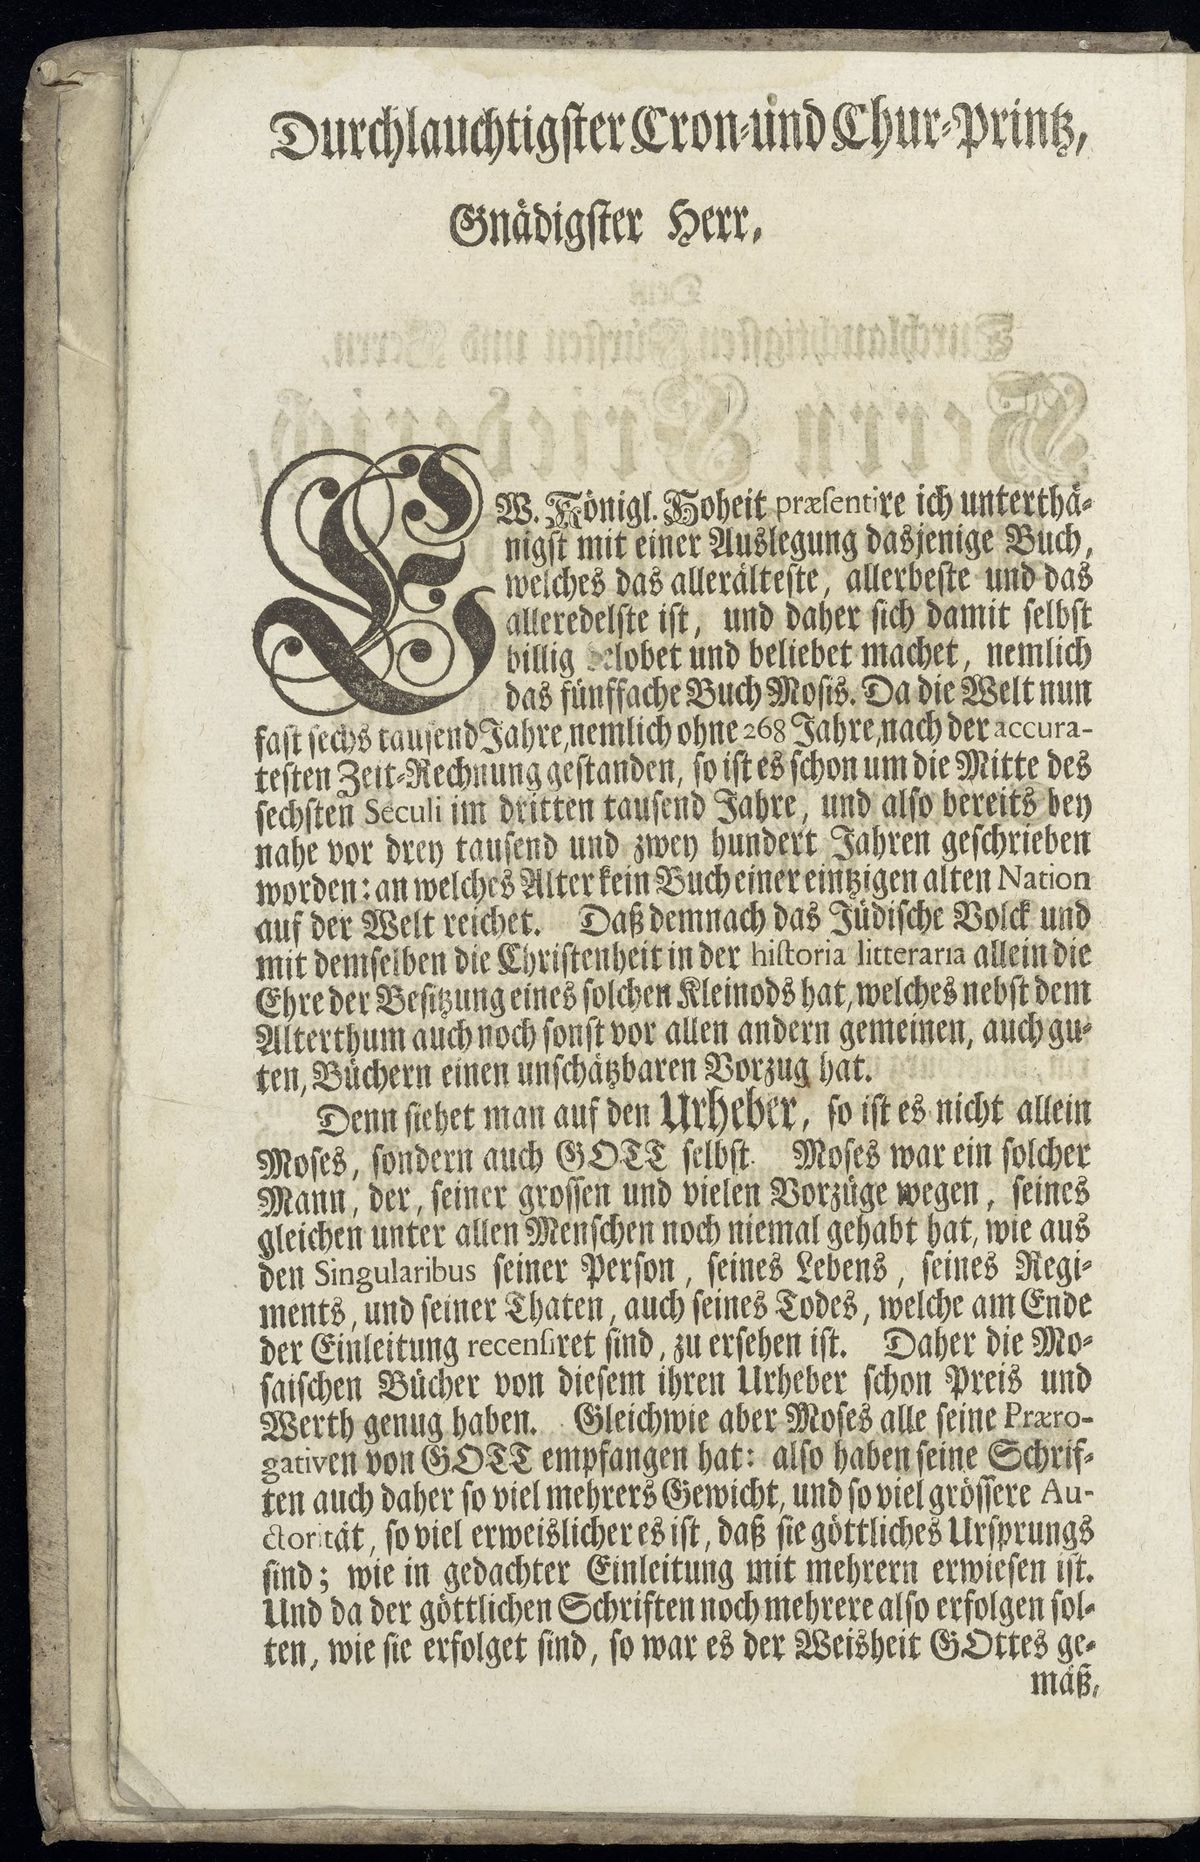 Durchlauchtigster Cron- und Chur-Printz,
Gnädigster Herr,
EW. Königl. Hoheit præsentire ich unterthä-
nigst mit einer Auslegung dasjenige Buch,
welches das allerälteste, allerbeste und das
alleredelste ist, und daher sich damit selbst
billig belobet und beliebet machet, nemlich
das fünffache Buch Mosis. Da die Welt nun
fast sechs tausend Jahre, nemlich ohne 268 Jahre, nach der accura-
testen Zeit-Rechnung gestanden, so ist es schon um die Mitte des
sechsten Seculi im dritten tausend Jahre, und also bereits bey
nahe vor drey tausend und zwey hundert Jahren geschrieben
worden: an welches Alter kein Buch einer eintzigen alten Nation
auf der Welt reichet. Daß demnach das Jüdische Volck und
mit demselben die Christenheit in der historia litteraria allein die
Ehre der Besitzung eines solchen Kleinods hat, welches nebst dem
Alterthum auch noch sonst vor allen andern gemeinen, auch gu-
ten, Büchern einen unschätzbaren Vorzug hat.
Denn siehet man auf den Urheber, so ist es nicht allein
Moses, sondern auch GOTT selbst. Moses war ein solcher
Mann, der, seiner grossen und vielen Vorzüge wegen, seines
gleichen unter allen Menschen noch niemal gehabt hat, wie aus
den Singularibus seiner Person, seines Lebens, seines Regi-
ments, und seiner Thaten, auch seines Todes, welche am Ende
der Einleitung recensiret sind, zu ersehen ist. Daher die Mo-
saischen Bücher von diesem ihren Urheber schon Preis und
Werth genug haben. Gleichwie aber Moses alle seine Præro-
gativen von GOTT empfangen hat: also haben seine Schrif-
ten auch daher so viel mehrers Gewicht, und so viel grössere Au-
ctorität, so viel erweislicher es ist, daß sie göttliches Ursprungs
sind; wie in gedachter Einleitung mit mehrern erwiesen ist.
Und da der göttlichen Schriften noch mehrere also erfolgen sol-
ten, wie sie erfolget sind, so war es der Weisheit GOttes ge-
mäß,